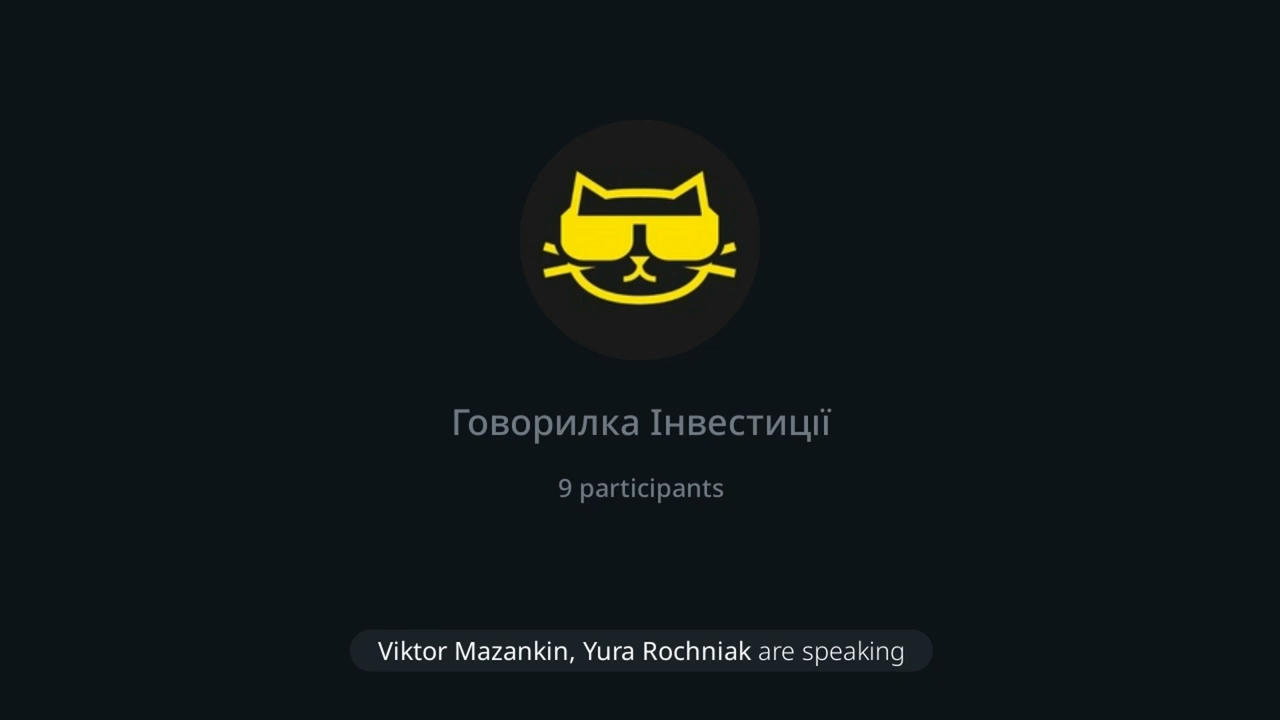 Говорилка Інвестиції
9 participants
Viktor Mazankin, Yura Rochniak are speaking